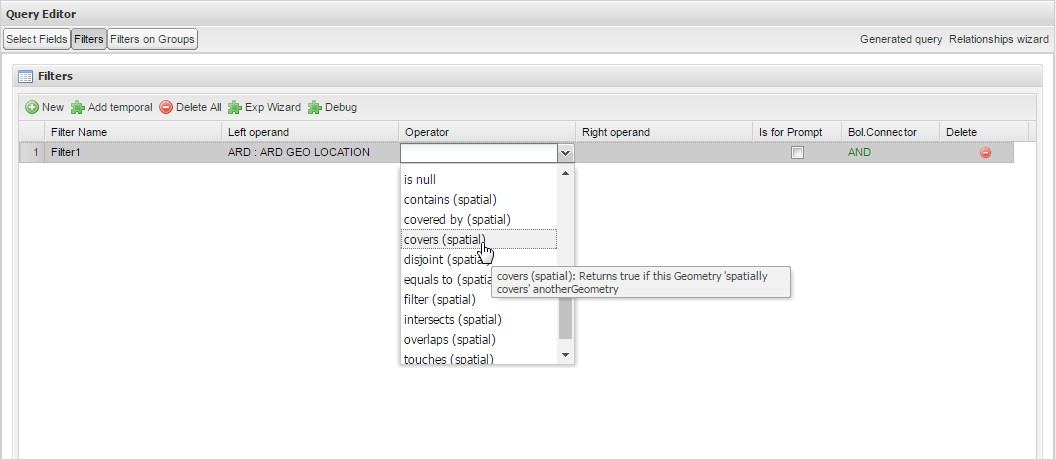 Query Editor
Select Fields Filters Filters on Groups Generated query Relationships wizard
Filters
New Add temporal Delete All Exp Wizard Debug
Filter Name Left operand Operator Right operand Is for Prompt Bol.Connector Delete
1 Filter1 ARD : ARD GEO LOCATION AND
is null
contains (spatial)
covered by (spatial)
covers (spatial)
disjoint (spatial)
equals to (spatia
filter (spatial)
intersects (spatial)
overlaps (spatial)
touches (spatial)
covers (spatial): Returns true if this Geometry 'spatially
covers' anotherGeometry